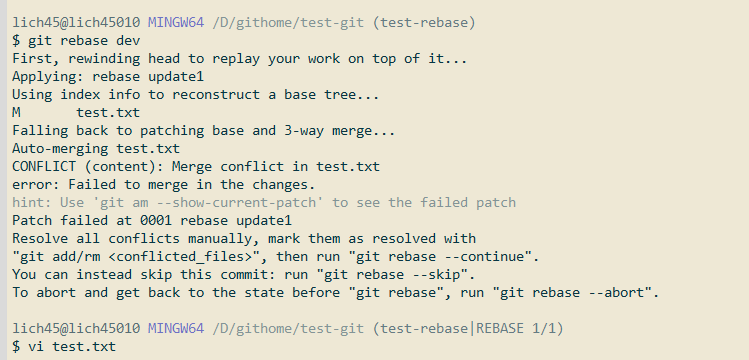 lich45@lich45010 MINGW64 /D/githome/test-git (test-rebase)
$ git rebase dev
First, rewinding head to replay your work on top of it...
Applying: rebase update1
Using index info to reconstruct a base tree...
M       test.txt
Falling back to patching base and 3-way merge...
Auto-merging test.txt
CONFLICT (content): Merge conflict in test.txt
error: Failed to merge in the changes.
hint: Use 'git am --show-current-patch' to see the failed patch
Patch failed at 0001 rebase update1
Resolve all conflicts manually, mark them as resolved with
"git add/rm <conflicted_files>", then run "git rebase --continue".
You can instead skip this commit: run "git rebase --skip".
To abort and get back to the state before "git rebase", run "git rebase --abort".
lich45@lich45010 MINGW64 /D/githome/test-git (test-rebase|REBASE 1/1)
$ vi test.txt